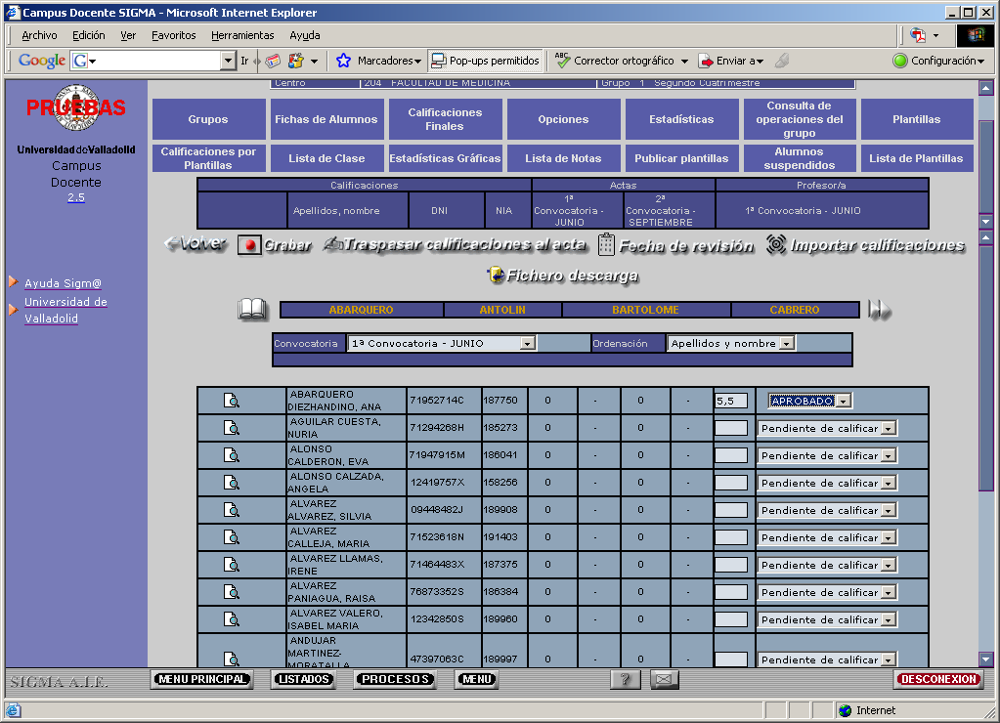 Campus Docente SIGMA - Microsoft Internet Explorer
Archivo Edición Ver Favoritos Herramientas Ayuda
Google G Ir Marcadores Pop-ups permitidos ABC Corrector ortográfico Enviar a Configuración
Centro 204 FACULTAD DE MEDICINA Grupo 1 Segundo Cuatrimestre
PRUEBAS
Universidad de Valladolid
Campus
Docente
2.5
Ayuda Sigm@
Universidad de
Valladolid
Grupos Fichas de Alumnos Calificaciones Finales Opciones Estadísticas Consulta de operaciones del grupo Plantillas
Calificaciones por Plantillas Lista de Clase Estadísticas Gráficas Lista de Notas Publicar plantillas Alumnos suspendidos Lista de Plantillas
Calificaciones Actas Profesor/a
Apellidos, nombre DNI NIA 1ª Convocatoria - JUNIO 2ª Convocatoria - SEPTIEMBRE 1ª Convocatoria - JUNIO
Volver Grabar Traspasar calificaciones al acta Fecha de revisión Importar calificaciones
Fichero descarga
ABARQUERO ANTOLIN BARTOLOME CABRERO
Convocatoria 1ª Convocatoria - JUNIO Ordenación Apellidos y nombre
ABARQUERO DIEZHANDINO, ANA 71952714C 187750 0 - 0 - 5,5 APROBADO
AGUILAR CUESTA, NURIA 71294268H 185273 0 - 0 - Pendiente de calificar
ALONSO CALDERON, EVA 71947915M 186041 0 - 0 - Pendiente de calificar
ALONSO CALZADA, ANGELA 12419757X 158256 0 - 0 - Pendiente de calificar
ALVAREZ ALVAREZ, SILVIA 09448482J 189908 0 - 0 - Pendiente de calificar
ALVAREZ CALLEJA, MARIA 71523618N 191403 0 - 0 - Pendiente de calificar
ALVAREZ LLAMAS, IRENE 71464483X 187375 0 - 0 - Pendiente de calificar
ALVAREZ PANIAGUA, RAISA 76873352S 186384 0 - 0 - Pendiente de calificar
ALVAREZ VALERO, ISABEL MARIA 12342850S 189960 0 - 0 - Pendiente de calificar
ANDUJAR MARTINEZ-MORATALLA 47397063C 189997 0 - 0 - Pendiente de calificar
SIGMA A.I.E. MENU PRINCIPAL LISTADOS PROCESOS MENU ? DESCONEXION
Internet